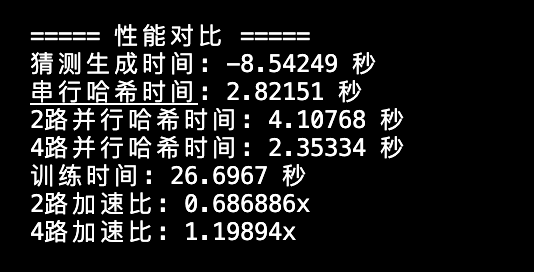 ===== 性能对比 =====
猜测生成时间: -8.54249 秒
串行哈希时间: 2.82151 秒
2路并行哈希时间: 4.10768 秒
4路并行哈希时间: 2.35334 秒
训练时间: 26.6967 秒
2路加速比: 0.686886x
4路加速比: 1.19894x